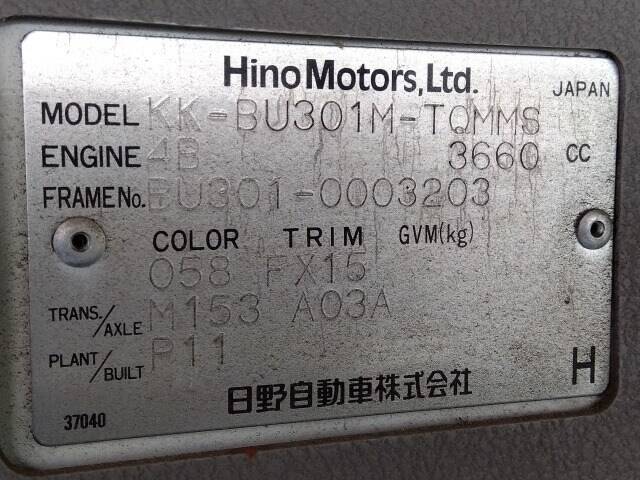 Hino Motors, Ltd.
JAPAN
MODEL KK-BU301M-TQMMS
ENGINE 4B 3660 CC
FRAME No. BU301-0003203
COLOR TRIM GVM(kg)
058 FX15
TRANS./AXLE M153 A03A
PLANT/BUILT P11
日野自動車株式会社
H
37040